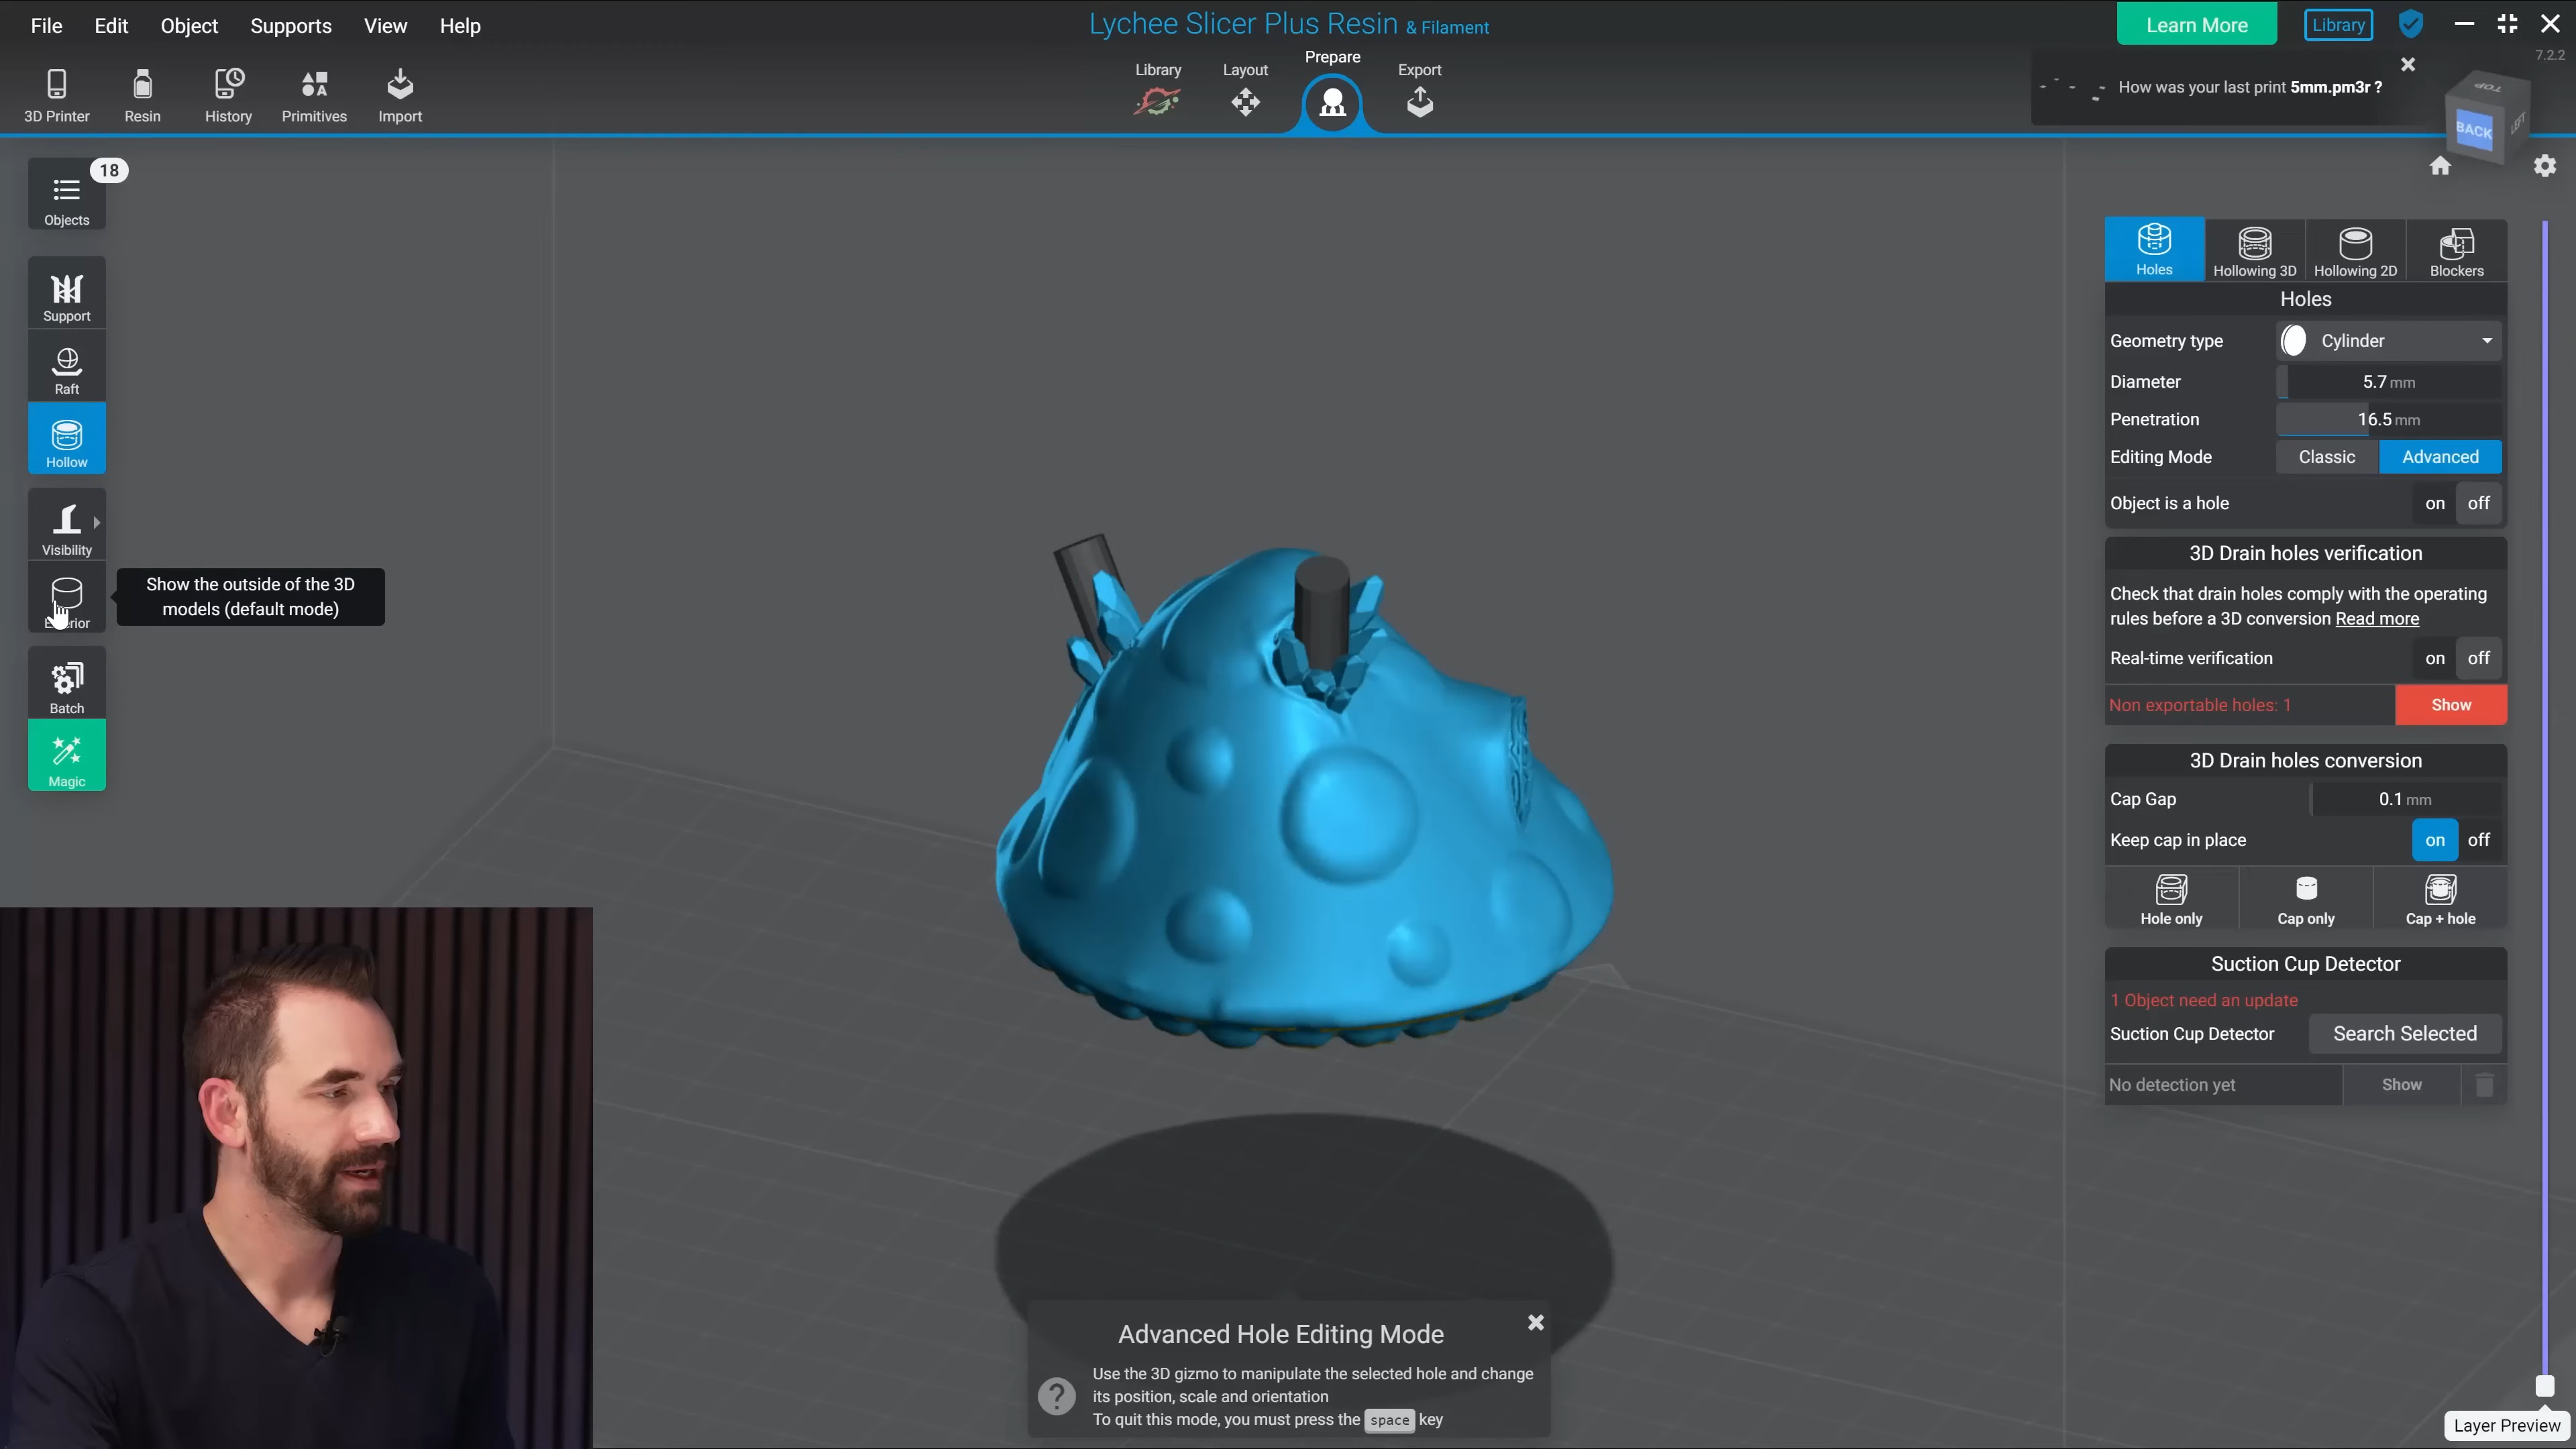 File Edit Object Supports View Help
Lychee Slicer Plus Resin & Filament
Learn More
Library
7.2.2
3D Printer Resin History Primitives Import
Library Layout Prepare Export
How was your last print 5mm.pm3r ?
TOP
BACK
LEFT
18
Objects
Support
Raft
Hollow
Visibility
Exterior
Show the outside of the 3D
models (default mode)
Batch
Magic
Holes Hollowing 3D Hollowing 2D Blockers
Holes
Geometry type Cylinder
Diameter 5.7 mm
Penetration 16.5 mm
Editing Mode Classic Advanced
Object is a hole on off
3D Drain holes verification
Check that drain holes comply with the operating
rules before a 3D conversion Read more
Real-time verification on off
Non exportable holes: 1 Show
3D Drain holes conversion
Cap Gap 0.1 mm
Keep cap in place on off
Hole only Cap only Cap + hole
Suction Cup Detector
1 Object need an update
Suction Cup Detector Search Selected
No detection yet Show
Advanced Hole Editing Mode
Use the 3D gizmo to manipulate the selected hole and change
its position, scale and orientation
To quit this mode, you must press the space key
Layer Preview